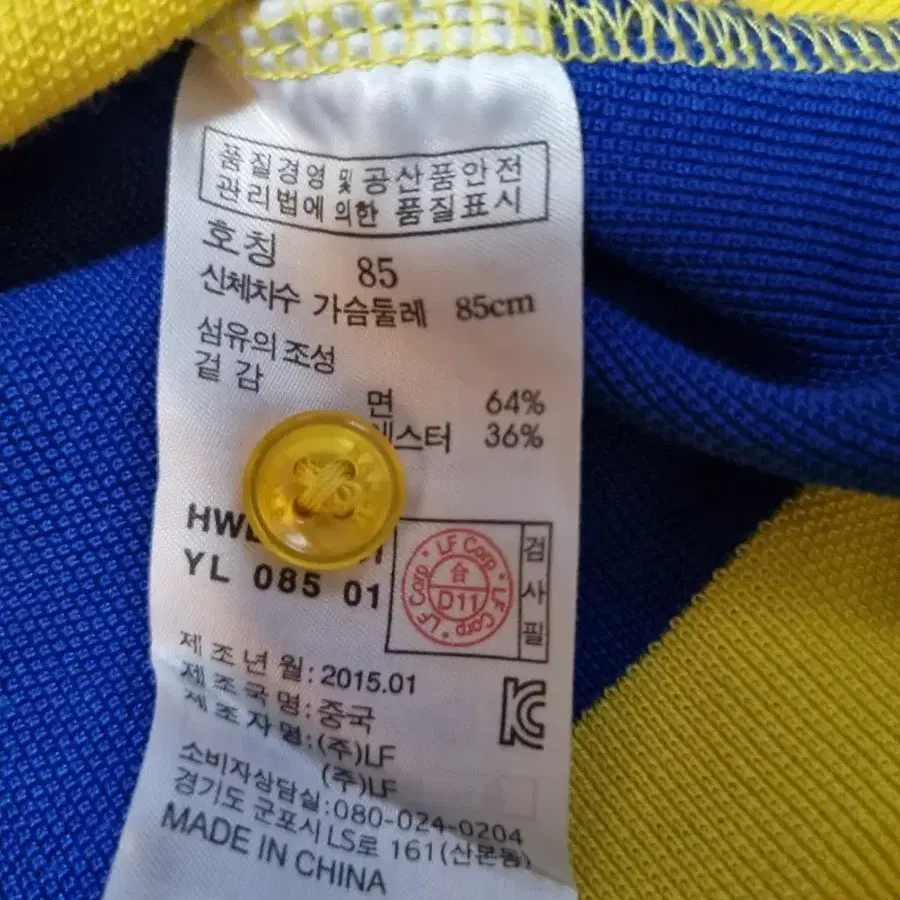 품질경영 및 공산품안전
관리법에 의한 품질표시
호칭 85
신체치수 가슴둘레 85cm
섬유의 조성
겉 감
면 64%
36%
YL 085 01
LF Corp * LF Corp * LF Corp *
合
D11
검사필
제 조 년 월 : 2015.01
제 조 국 명 : 중국
제 조 자 명 : (주)LF
(주)LF
소비자상담실:080-024-0204
경기도 군포시 LS로 161(산본동)
MADE IN CHINA